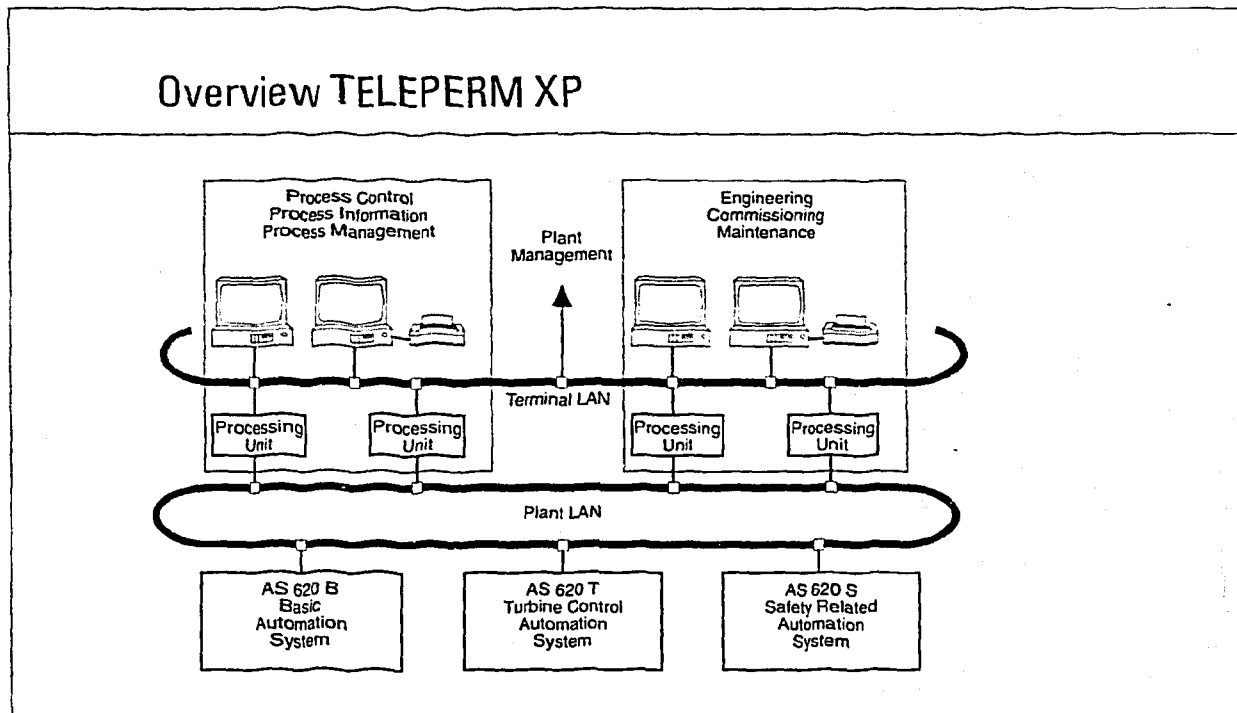 Overview TELEPERM XP
Process Control
Process Information
Process Management
Plant
Management
Engineering
Commissioning
Maintenance
Terminal LAN
Processing
Unit
Processing
Unit
Processing
Unit
Processing
Unit
Plant LAN
AS 620 B
Basic
Automation
System
AS 620 T
Turbine Control
Automation
System
AS 620 S
Safety Related
Automation
System